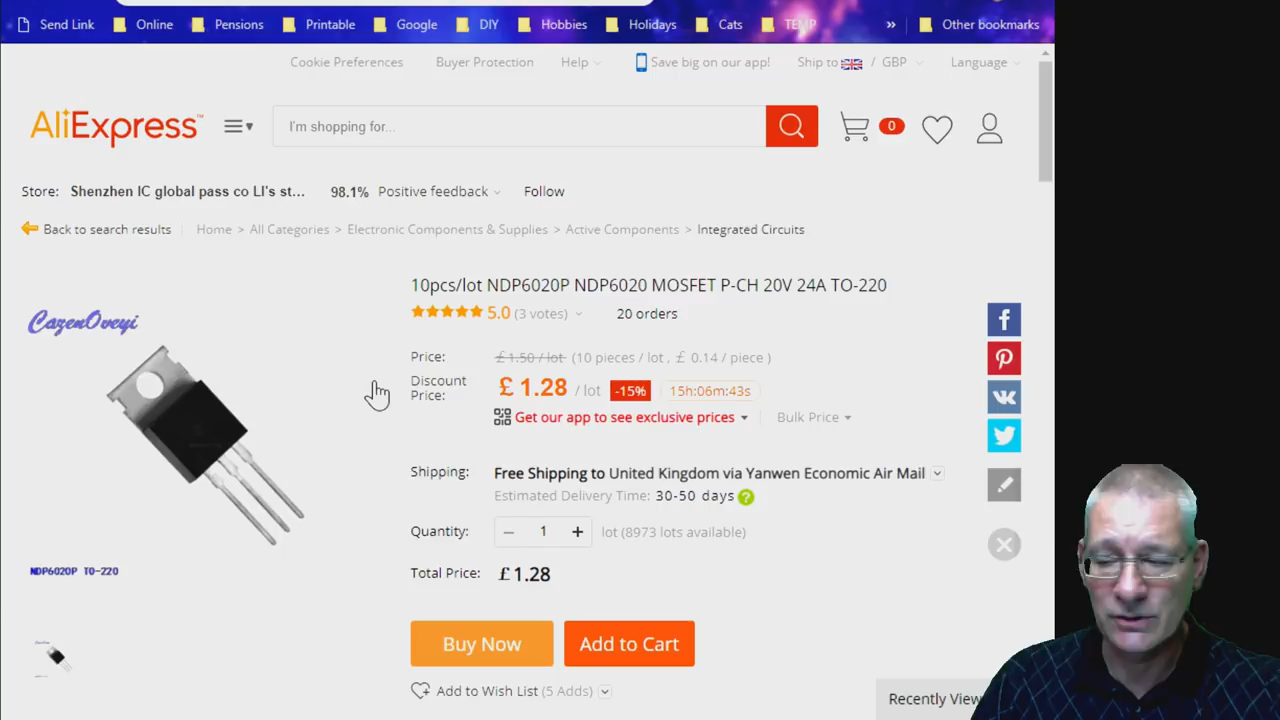 Send Link Online Pensions Printable Google DIY Hobbies Holidays Cats TEMP » Other bookmarks
Cookie Preferences Buyer Protection Help Save big on our app! Ship to / GBP Language
AliExpress™ I'm shopping for... 0
Store: Shenzhen IC global pass co LI's st... 98.1% Positive feedback Follow
Back to search results Home > All Categories > Electronic Components & Supplies > Active Components > Integrated Circuits
10pcs/lot NDP6020P NDP6020 MOSFET P-CH 20V 24A TO-220
5.0 (3 votes) 20 orders
CazenOveyi
Price: £ 1.50 / lot (10 pieces / lot , £ 0.14 / piece )
Discount Price: £ 1.28 / lot -15% 15h:06m:43s
Get our app to see exclusive prices Bulk Price
Shipping: Free Shipping to United Kingdom via Yanwen Economic Air Mail
Estimated Delivery Time: 30-50 days ?
Quantity: − 1 + lot (8973 lots available)
NDP6020P TO-220
Total Price: £ 1.28
Buy Now Add to Cart
Add to Wish List (5 Adds)
Recently View